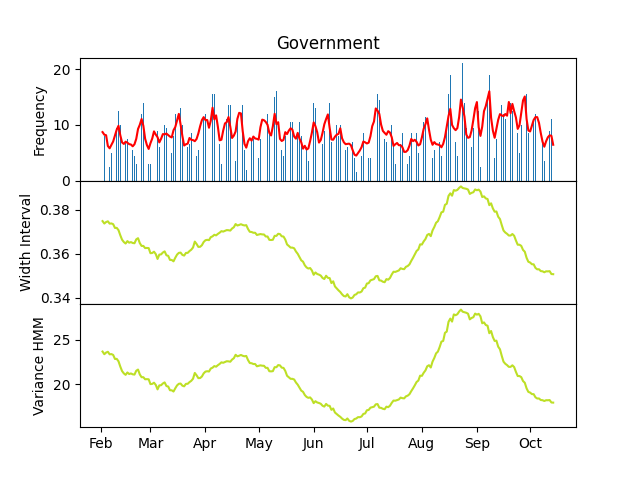 Government
20
10
0
Frequency
0.38
0.36
0.34
Width Interval
25
20
Variance HMM
Feb Mar Apr May Jun Jul Aug Sep Oct